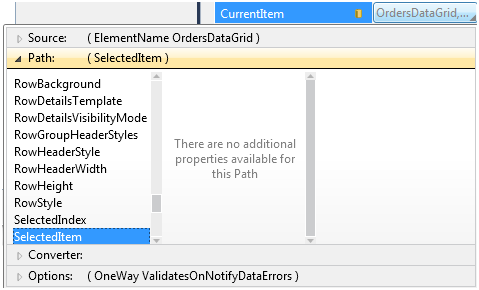 CurrentItem OrdersDataGrid,...
Source: ( ElementName OrdersDataGrid )
Path: ( SelectedItem )
RowBackground
RowDetailsTemplate
RowDetailsVisibilityMode
RowGroupHeaderStyles
RowHeaderStyle
RowHeaderWidth
RowHeight
RowStyle
SelectedIndex
SelectedItem
There are no additional
properties available for
this Path
Converter:
Options: ( OneWay ValidatesOnNotifyDataErrors )